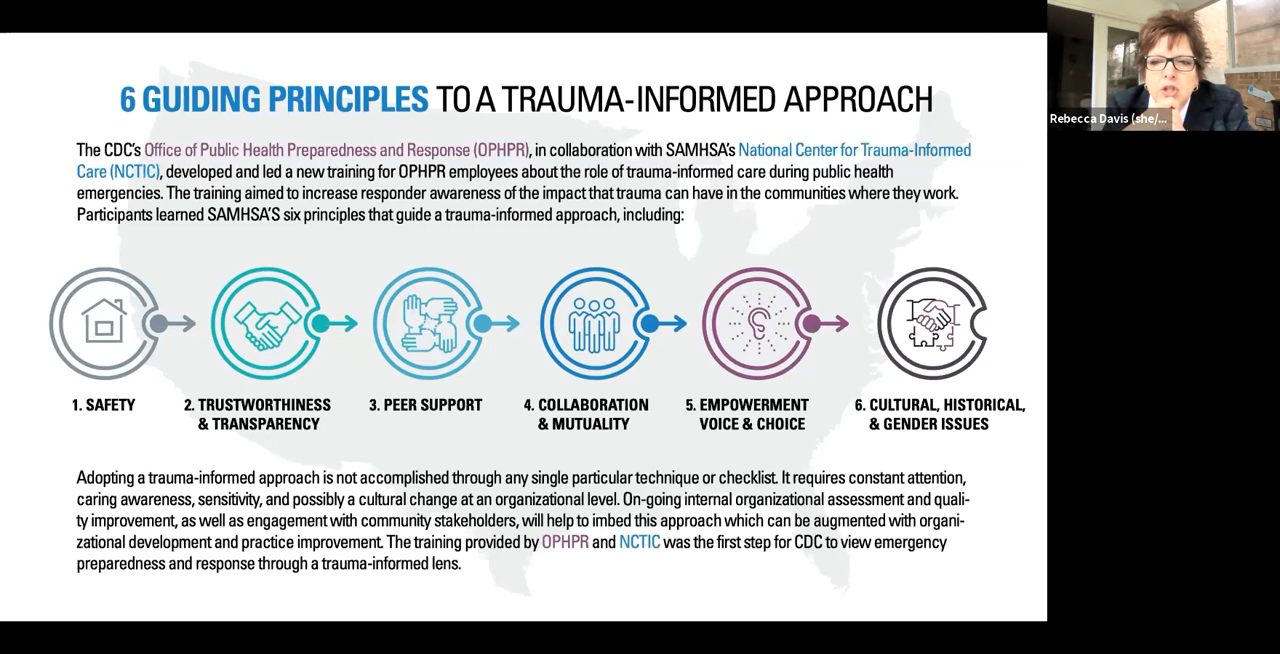 6 GUIDING PRINCIPLES TO A TRAUMA-INFORMED APPROACH
The CDC's Office of Public Health Preparedness and Response (OPHPR), in collaboration with SAMHSA's National Center for Trauma-Informed
Care (NCTIC), developed and led a new training for OPHPR employees about the role of trauma-informed care during public health
emergencies. The training aimed to increase responder awareness of the impact that trauma can have in the communities where they work.
Participants learned SAMHSA'S six principles that guide a trauma-informed approach, including:
1. SAFETY
2. TRUSTWORTHINESS
& TRANSPARENCY
3. PEER SUPPORT
4. COLLABORATION
& MUTUALITY
5. EMPOWERMENT
VOICE & CHOICE
6. CULTURAL, HISTORICAL,
& GENDER ISSUES
Adopting a trauma-informed approach is not accomplished through any single particular technique or checklist. It requires constant attention,
caring awareness, sensitivity, and possibly a cultural change at an organizational level. On-going internal organizational assessment and quali-
ty improvement, as well as engagement with community stakeholders, will help to imbed this approach which can be augmented with organi-
zational development and practice improvement. The training provided by OPHPR and NCTIC was the first step for CDC to view emergency
preparedness and response through a trauma-informed lens.
Rebecca Davis (she/...